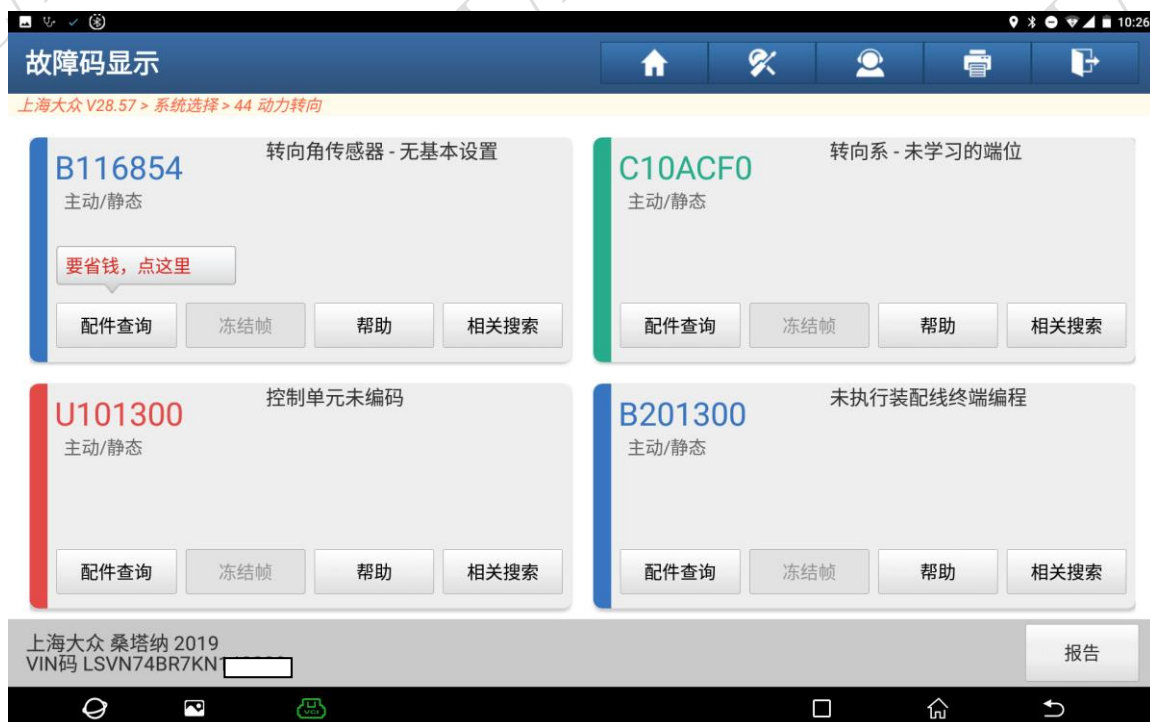 10:26
故障码显示
上海大众 V28.57 > 系统选择 > 44 动力转向
B116854
转向角传感器 - 无基本设置
主动/静态
要省钱，点这里
配件查询 冻结帧 帮助 相关搜索
C10ACF0
转向系 - 未学习的端位
主动/静态
配件查询 冻结帧 帮助 相关搜索
U101300
控制单元未编码
主动/静态
配件查询 冻结帧 帮助 相关搜索
B201300
未执行装配线终端编程
主动/静态
配件查询 冻结帧 帮助 相关搜索
上海大众 桑塔纳 2019
VIN码 LSVN74BR7KN1
报告
VCI